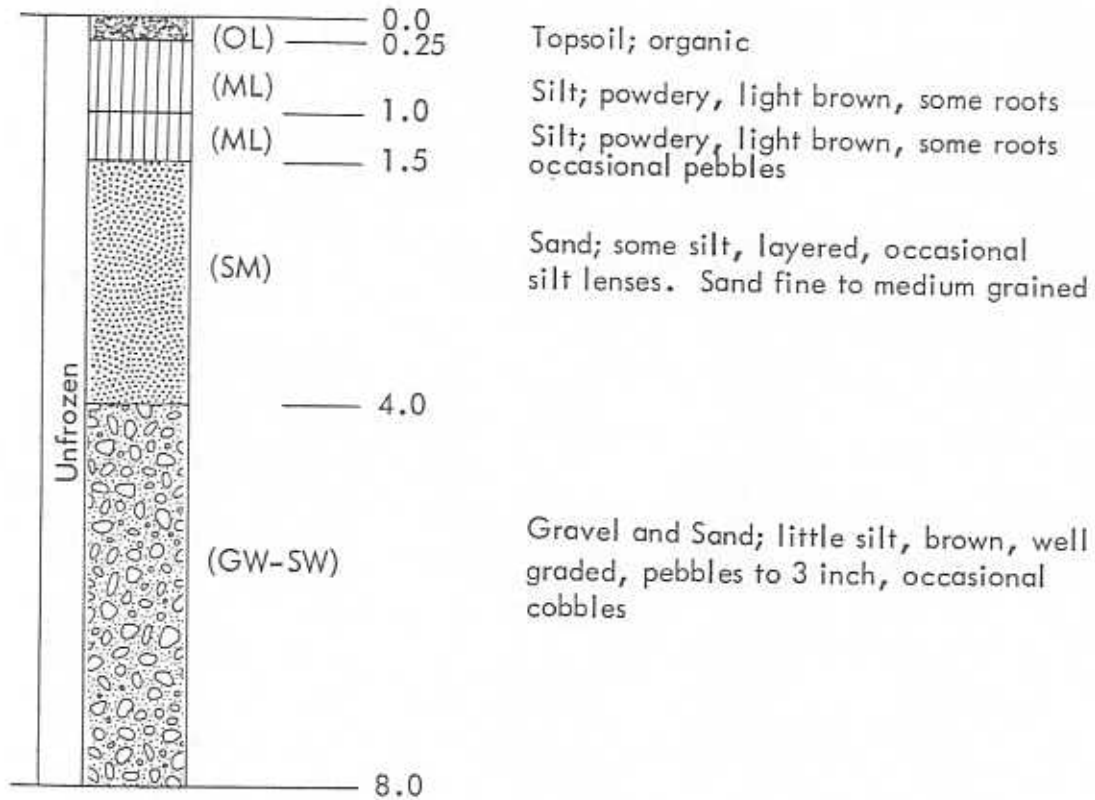 0.0
(OL) 0.25 Topsoil; organic
(ML) Silt; powdery, light brown, some roots
1.0
(ML) Silt; powdery, light brown, some roots
1.5 occasional pebbles
(SM) Sand; some silt, layered, occasional
silt lenses. Sand fine to medium grained
Unfrozen
4.0
(GW-SW) Gravel and Sand; little silt, brown, well
graded, pebbles to 3 inch, occasional
cobbles
8.0